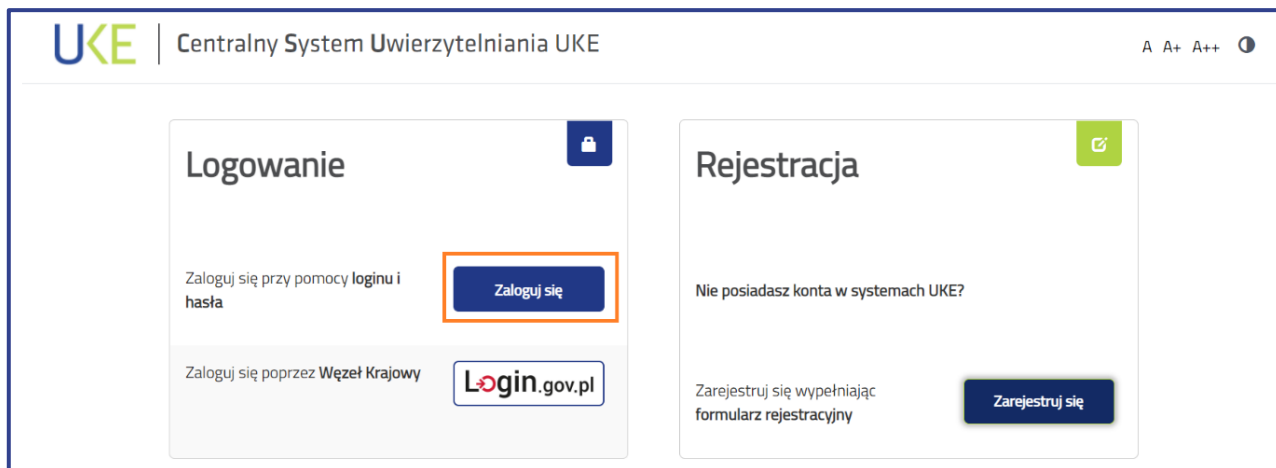 UKE Centralny System Uwierzytelniania UKE
A A+ A++
Logowanie
Zaloguj się przy pomocy loginu i
hasła
Zaloguj się
Zaloguj się poprzez Węzeł Krajowy
Login.gov.pl
Rejestracja
Nie posiadasz konta w systemach UKE?
Zarejestruj się wypełniając
formularz rejestracyjny
Zarejestruj się